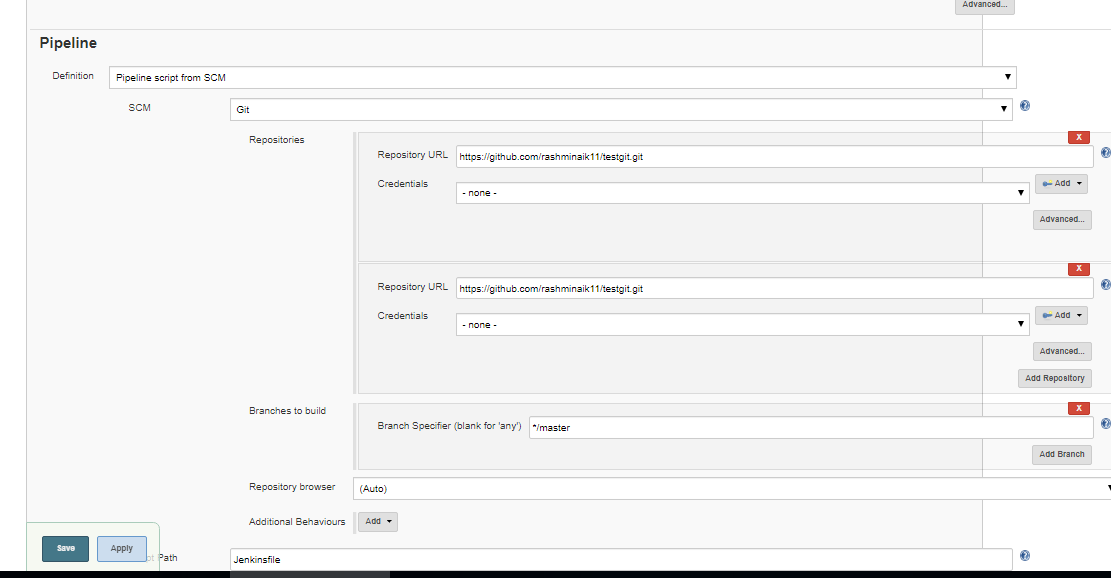 Advanced...
Pipeline
Definition
Pipeline script from SCM
SCM
Git
Repositories
X
Repository URL
https://github.com/rashminaik11/testgit.git
Credentials
- none -
Add
Advanced...
X
Repository URL
https://github.com/rashminaik11/testgit.git
Credentials
- none -
Add
Advanced...
Add Repository
Branches to build
X
Branch Specifier (blank for 'any')
*/master
Add Branch
Repository browser
(Auto)
Additional Behaviours
Add
Save
Apply
Path
Jenkinsfile